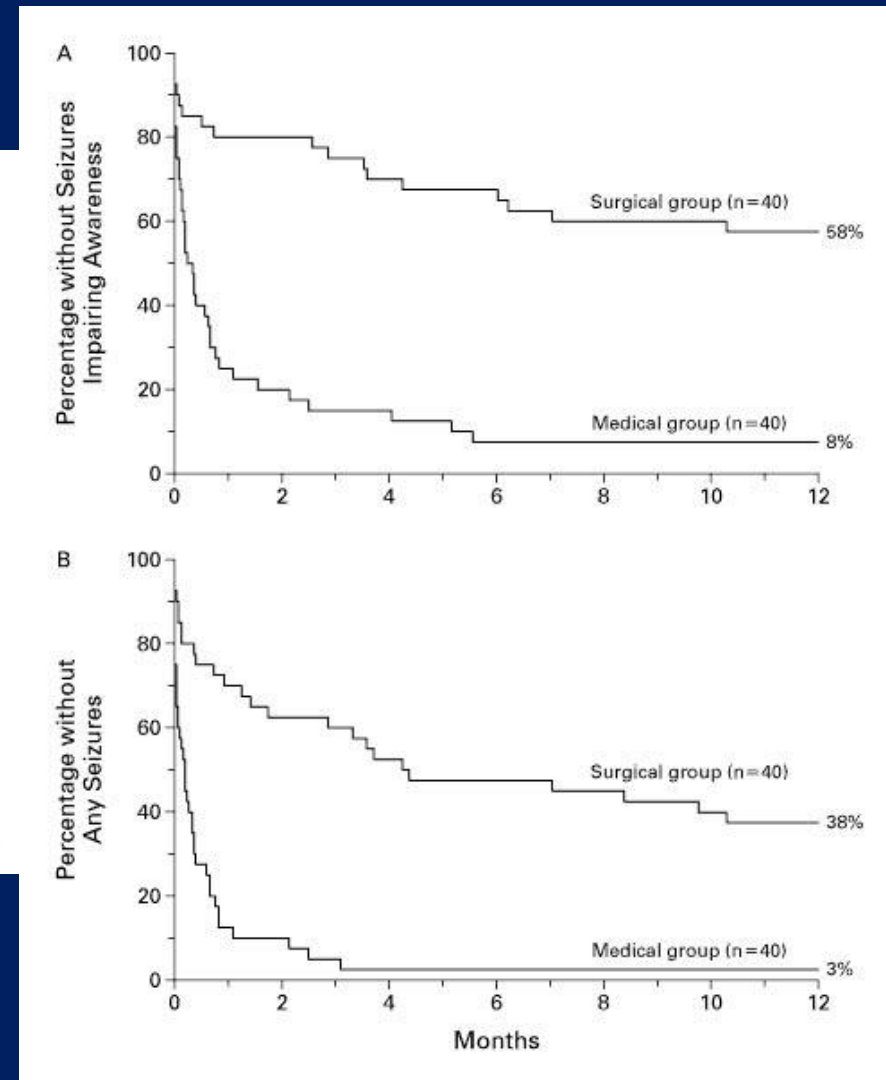 A
100
80
60
40
20
0
Percentage without Seizures
Impairing Awareness
Surgical group (n=40)
58%
Medical group (n=40)
8%
0 2 4 6 8 10 12
B
100
80
60
40
20
0
Percentage without
Any Seizures
Surgical group (n=40)
38%
Medical group (n=40)
3%
0 2 4 6 8 10 12
Months